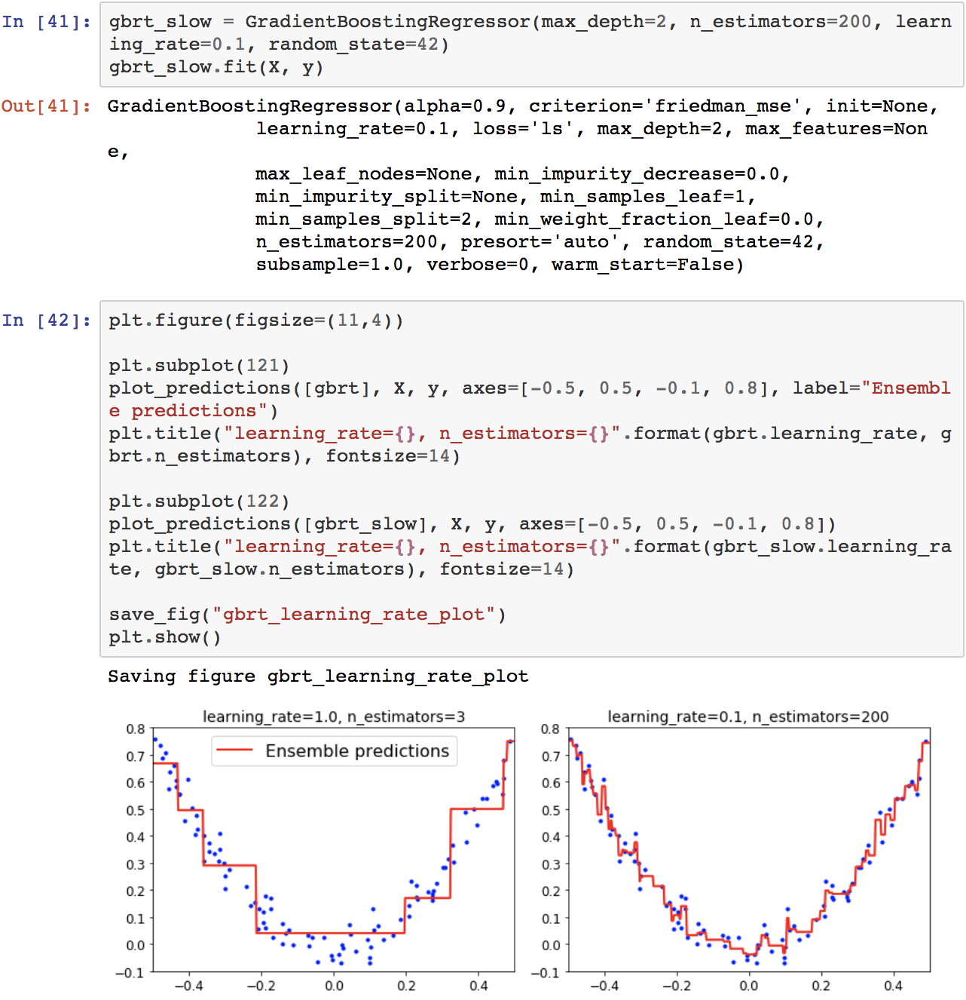 In [41]: gbrt_slow = GradientBoostingRegressor(max_depth=2, n_estimators=200, learn
ing_rate=0.1, random_state=42)
gbrt_slow.fit(X, y)
Out[41]: GradientBoostingRegressor(alpha=0.9, criterion='friedman_mse', init=None,
learning_rate=0.1, loss='ls', max_depth=2, max_features=Non
e,
max_leaf_nodes=None, min_impurity_decrease=0.0,
min_impurity_split=None, min_samples_leaf=1,
min_samples_split=2, min_weight_fraction_leaf=0.0,
n_estimators=200, presort='auto', random_state=42,
subsample=1.0, verbose=0, warm_start=False)
In [42]: plt.figure(figsize=(11,4))
plt.subplot(121)
plot_predictions([gbrt], X, y, axes=[-0.5, 0.5, -0.1, 0.8], label="Ensembl
e predictions")
plt.title("learning_rate={}, n_estimators={}".format(gbrt.learning_rate, g
brt.n_estimators), fontsize=14)
plt.subplot(122)
plot_predictions([gbrt_slow], X, y, axes=[-0.5, 0.5, -0.1, 0.8])
plt.title("learning_rate={}, n_estimators={}".format(gbrt_slow.learning_ra
te, gbrt_slow.n_estimators), fontsize=14)
save_fig("gbrt_learning_rate_plot")
plt.show()
Saving figure gbrt_learning_rate_plot
learning_rate=1.0, n_estimators=3
0.8
0.7
0.6
0.5
0.4
0.3
0.2
0.1
0.0
−0.1
Ensemble predictions
−0.4 −0.2 0.0 0.2 0.4
learning_rate=0.1, n_estimators=200
0.8
0.7
0.6
0.5
0.4
0.3
0.2
0.1
0.0
−0.1
−0.4 −0.2 0.0 0.2 0.4